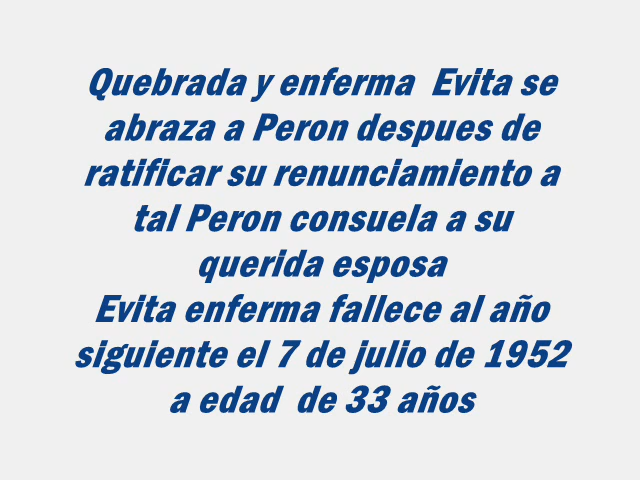 Quebrada y enferma  Evita se
abraza a Peron despues de
ratificar su renunciamiento a
tal Peron consuela a su
querida esposa
Evita enferma fallece al año
siguiente el 7 de julio de 1952
a edad  de 33 años